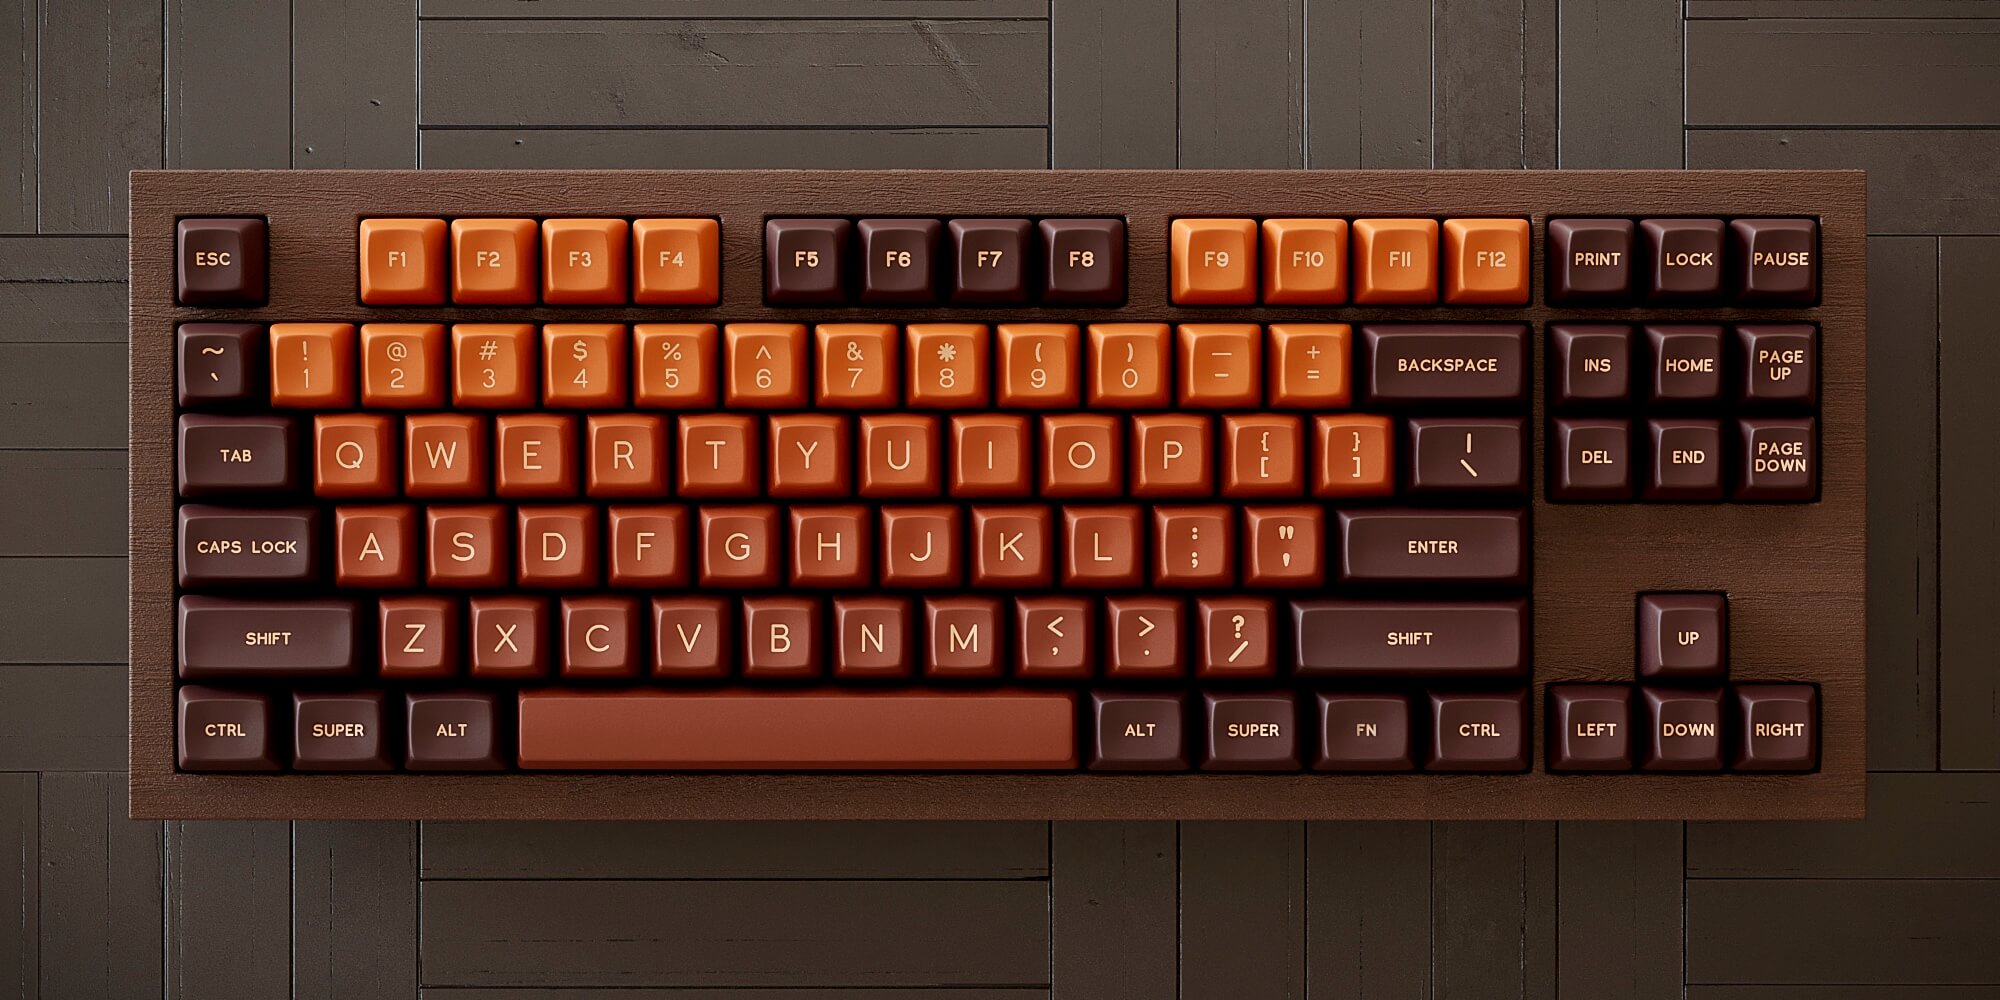 ESC F1 F2 F3 F4 F5 F6 F7 F8 F9 F10 F11 F12 PRINT LOCK PAUSE
~ ! @ # $ % ^ & * ( ) — + BACKSPACE INS HOME PAGE UP
` 1 2 3 4 5 6 7 8 9 0 - =
TAB Q W E R T Y U I O P { } | DEL END PAGE DOWN
[ ] \
CAPS LOCK A S D F G H J K L : " ENTER
; '
SHIFT Z X C V B N M < > ? SHIFT UP
, . /
CTRL SUPER ALT ALT SUPER FN CTRL LEFT DOWN RIGHT